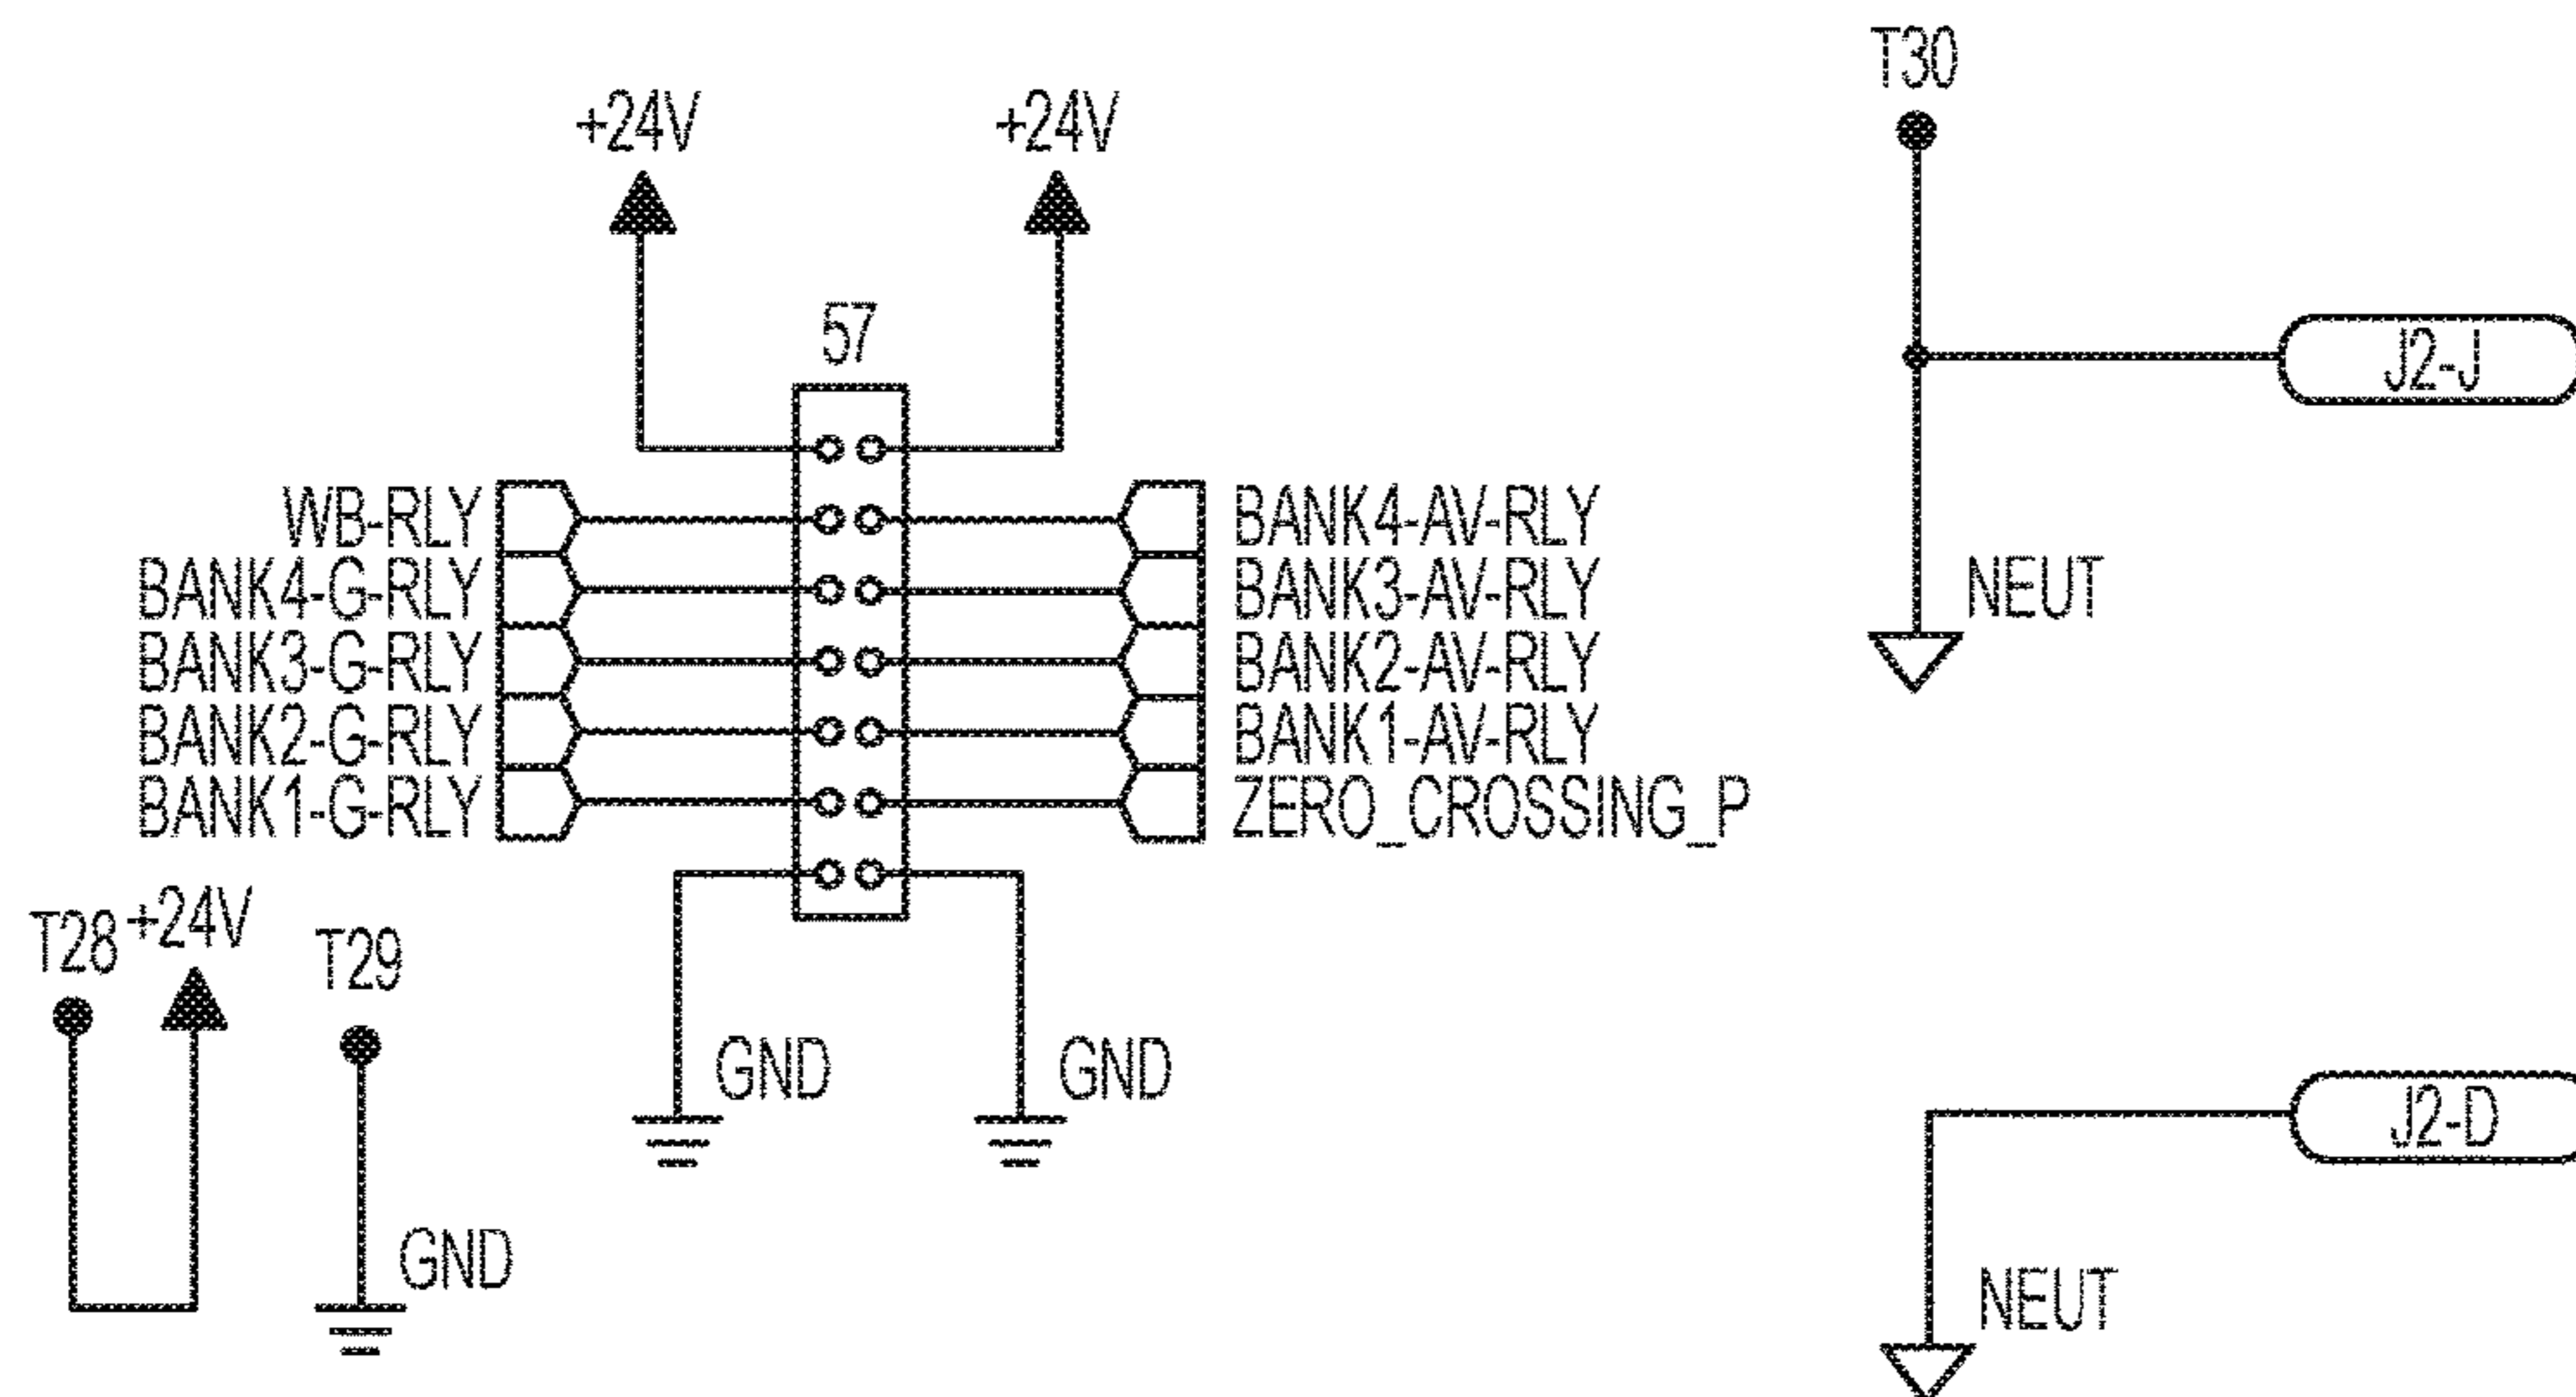 T30
+24V +24V
57
J2-J
WB-RLY BANK4-AV-RLY
BANK4-G-RLY BANK3-AV-RLY NEUT
BANK3-G-RLY BANK2-AV-RLY
BANK2-G-RLY BANK1-AV-RLY
BANK1-G-RLY ZERO_CROSSING_P
T28 +24V T29
GND GND J2-D
GND NEUT